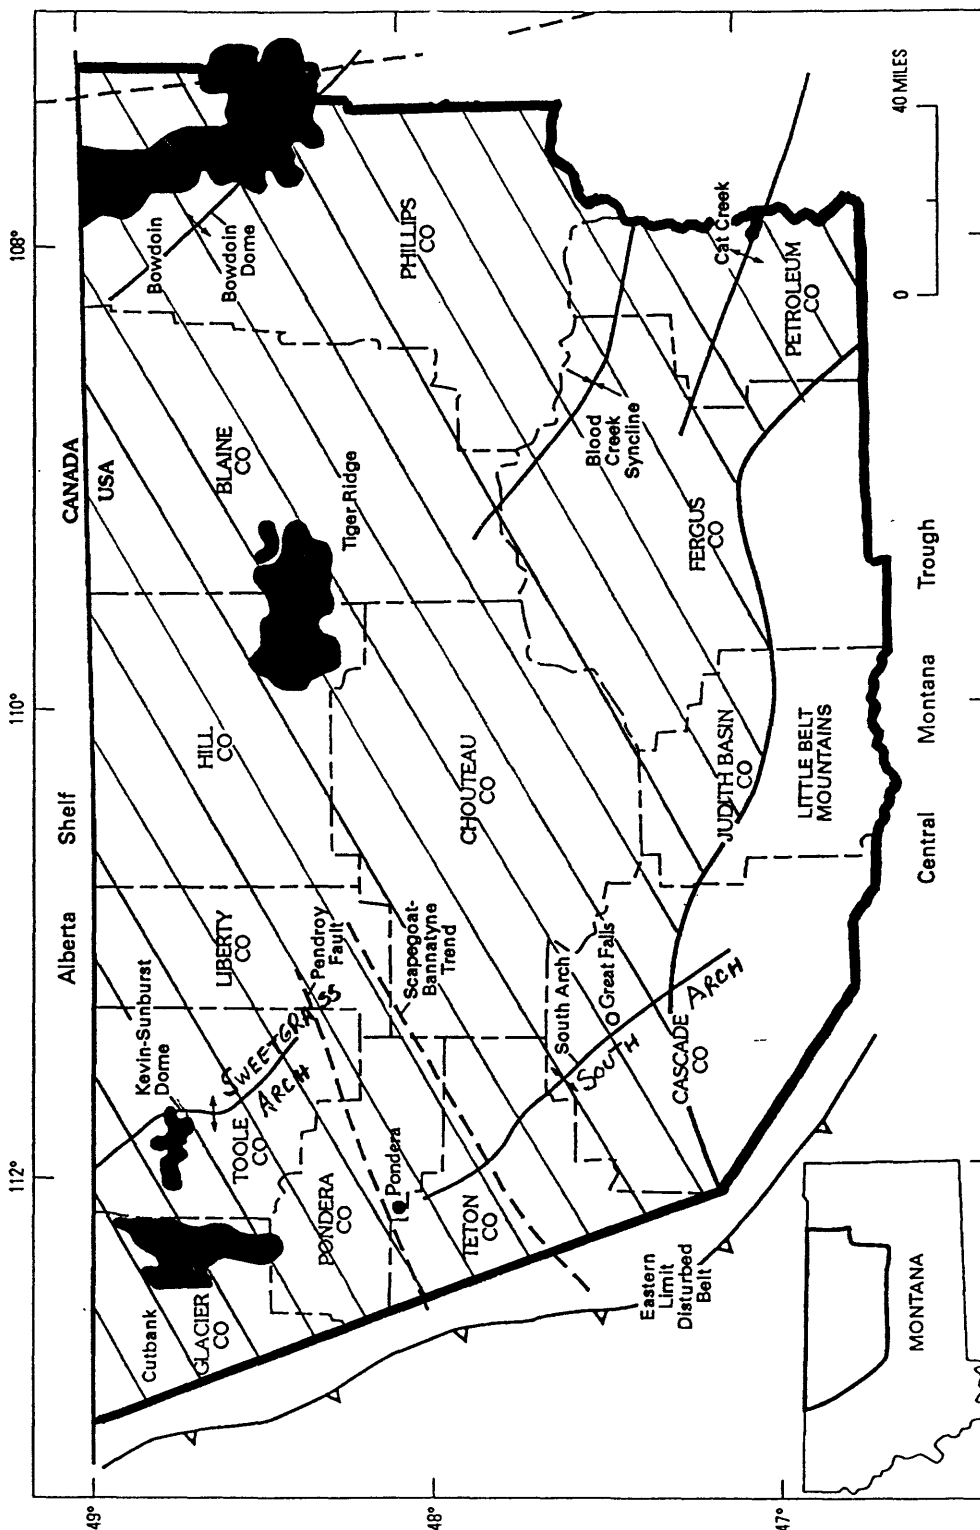 112°
110°
108°
49°
48°
47°
Alberta Shelf
CANADA
USA
Cutbank
GLACIER
CO
Kevin-Sunburst
Dome
TOOLE
CO
SWEETGRASS
ARCH
LIBERTY
CO
HILL
CO
BLAINE
CO
Tiger Ridge
Bowdoin
Bowdoin
Dome
PHILLIPS
CO
PONDERA
CO
Pondera
Pendroy
Fault
Scapegoat-
Bannatyne
Trend
TETON
CO
CHOUTEAU
CO
South Arch
Great Falls
SOUTH ARCH
CASCADE
CO
JUDITH BASIN
CO
LITTLE BELT
MOUNTAINS
FERGUS
CO
Blood
Creek
Syncline
Cat Creek
PETROLEUM
CO
Eastern
Limit
Disturbed
Belt
Central Montana Trough
MONTANA
0
40 MILES